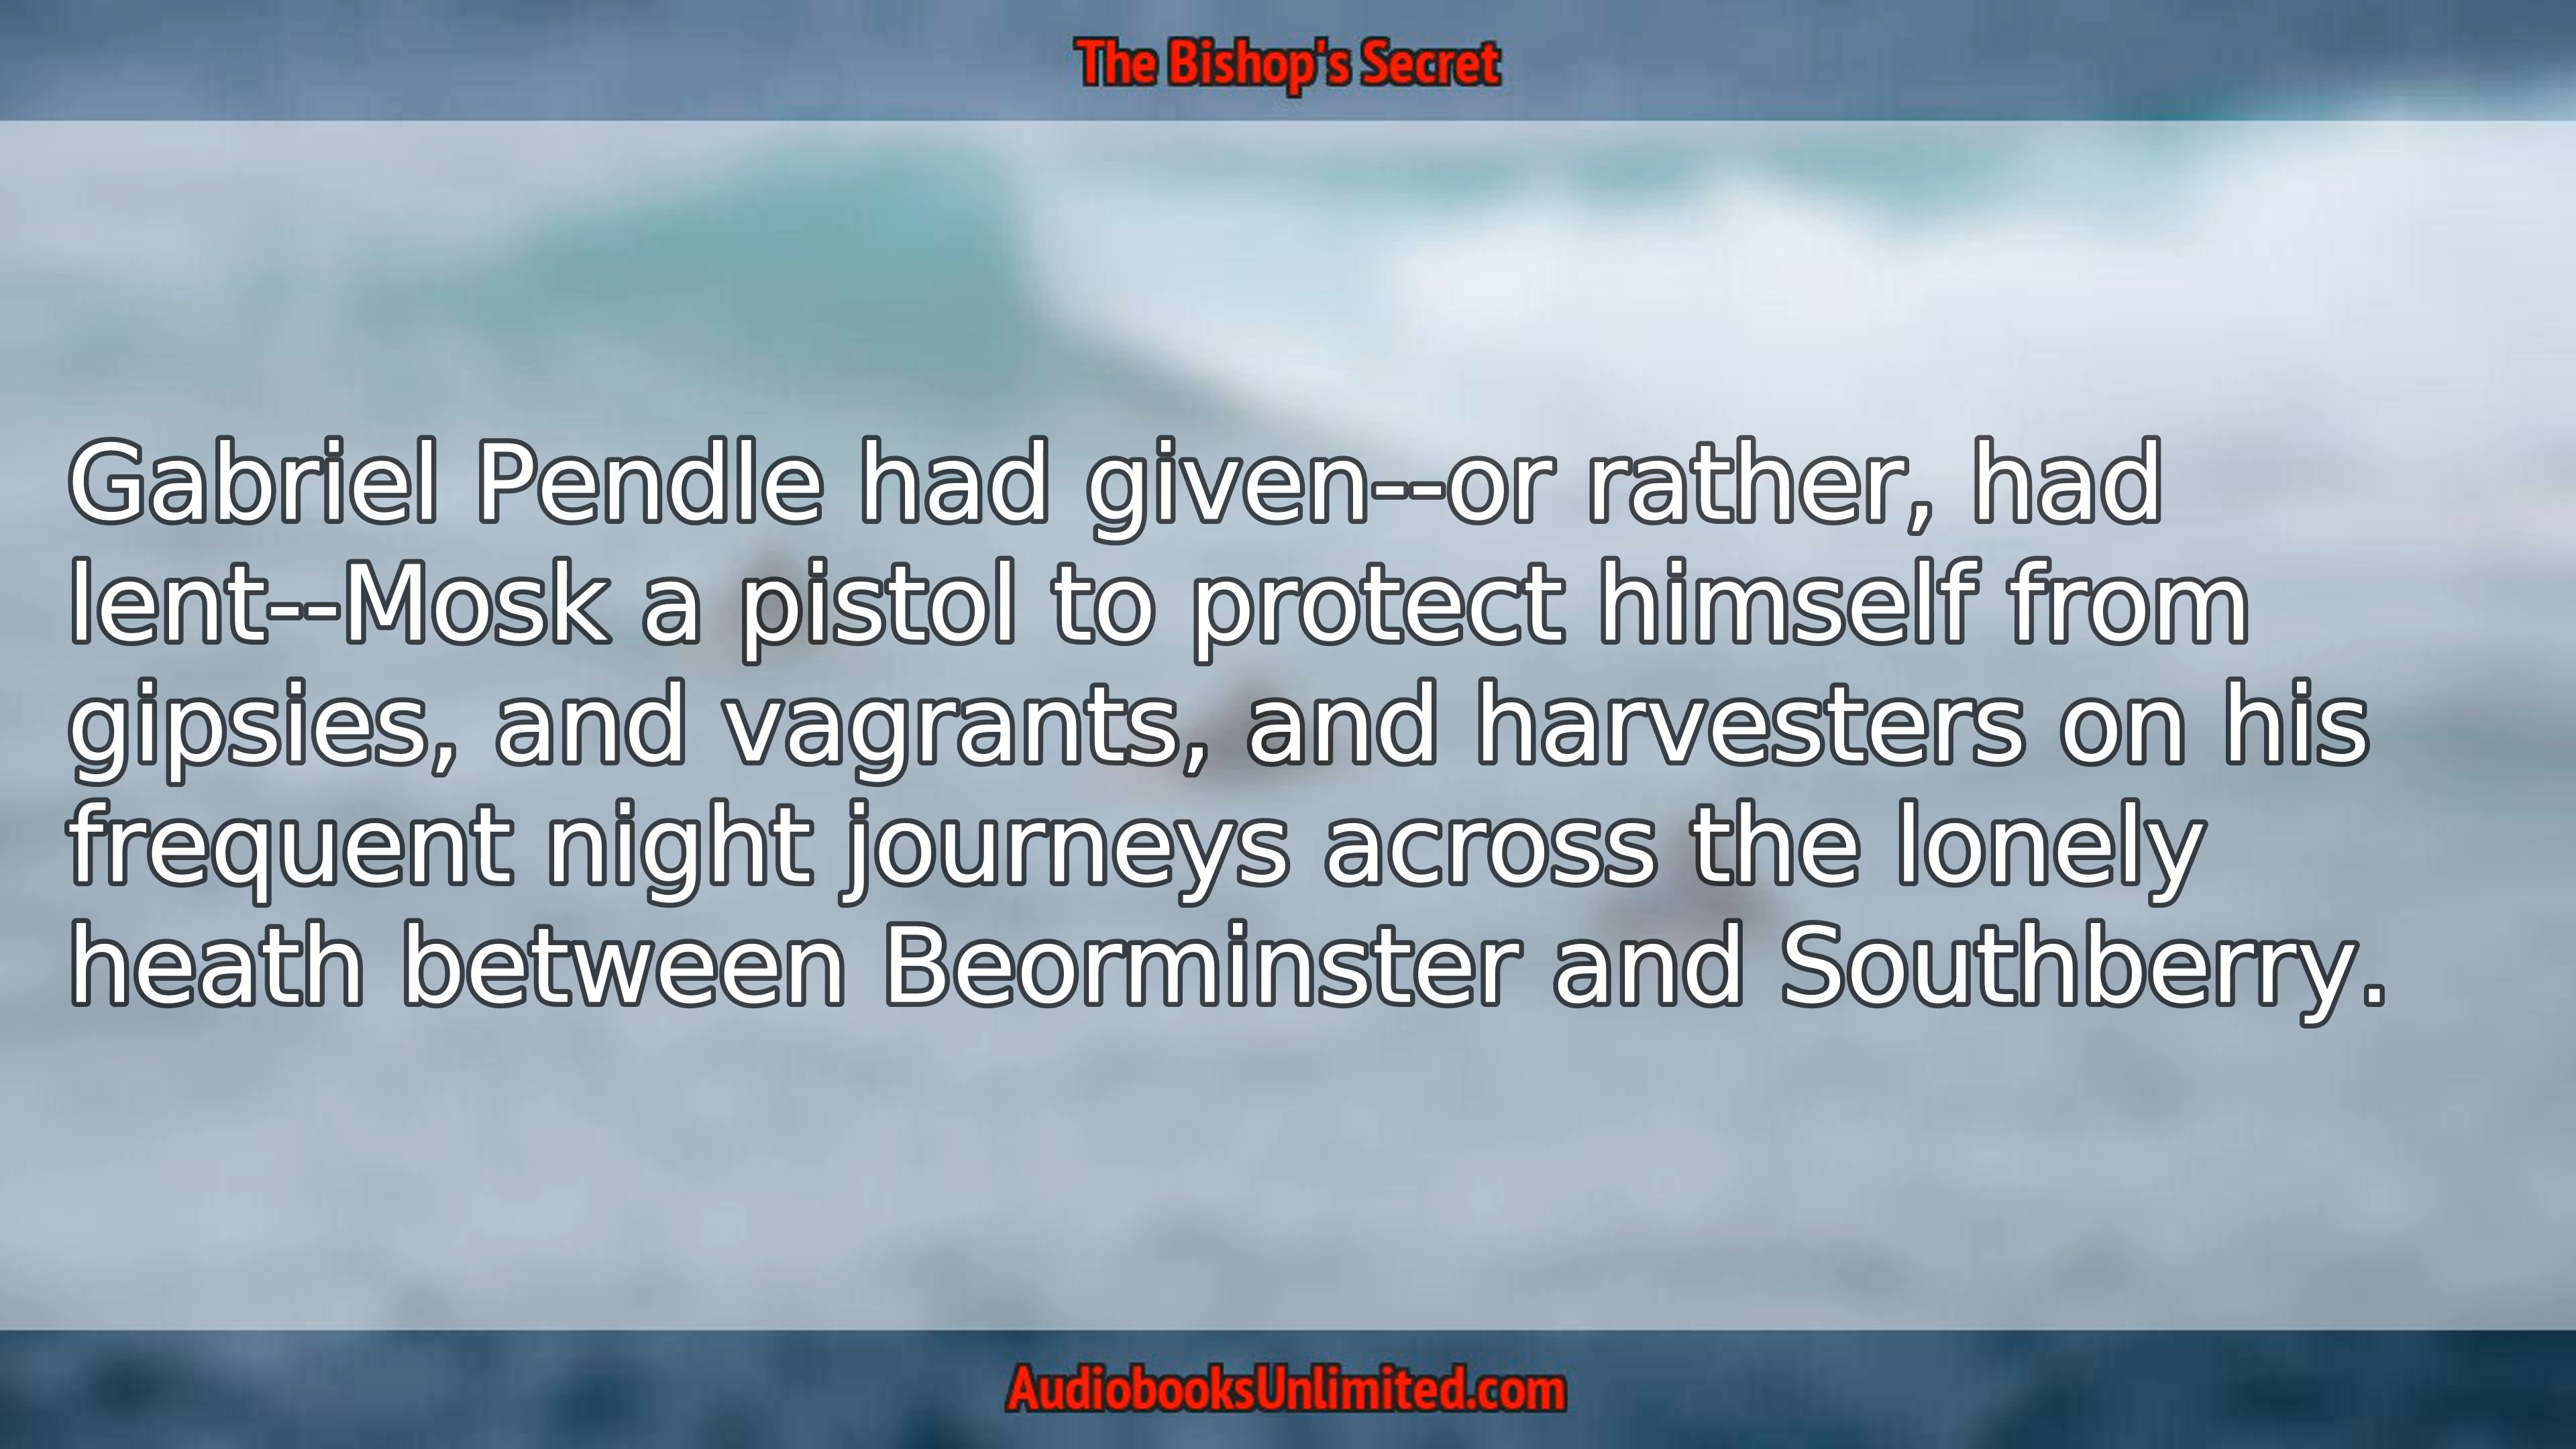 The Bishop's Secret
Gabriel Pendle had given--or rather, had
lent--Mosk a pistol to protect himself from
gipsies, and vagrants, and harvesters on his
frequent night journeys across the lonely
heath between Beorminster and Southberry.
AudiobooksUnlimited.com